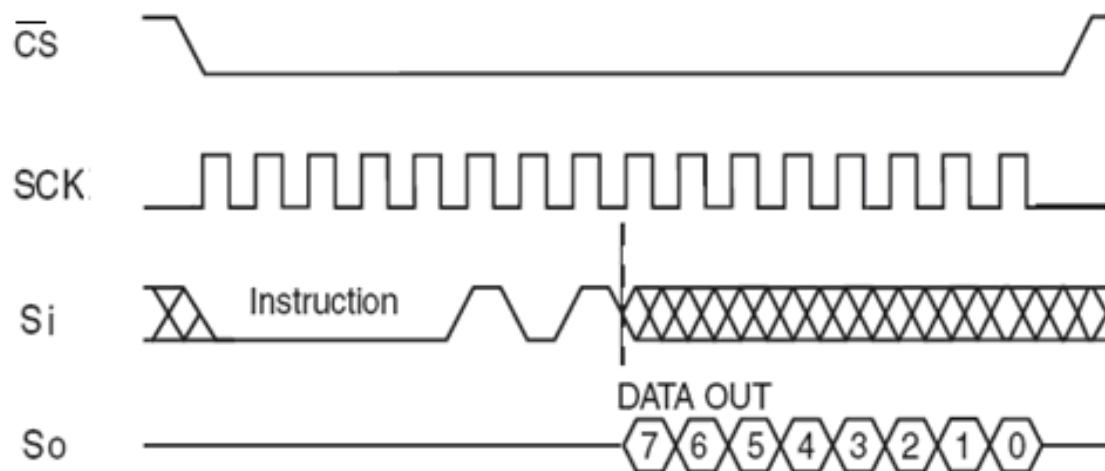 CS
SCK
Si Instruction
DATA OUT
So 7 6 5 4 3 2 1 0